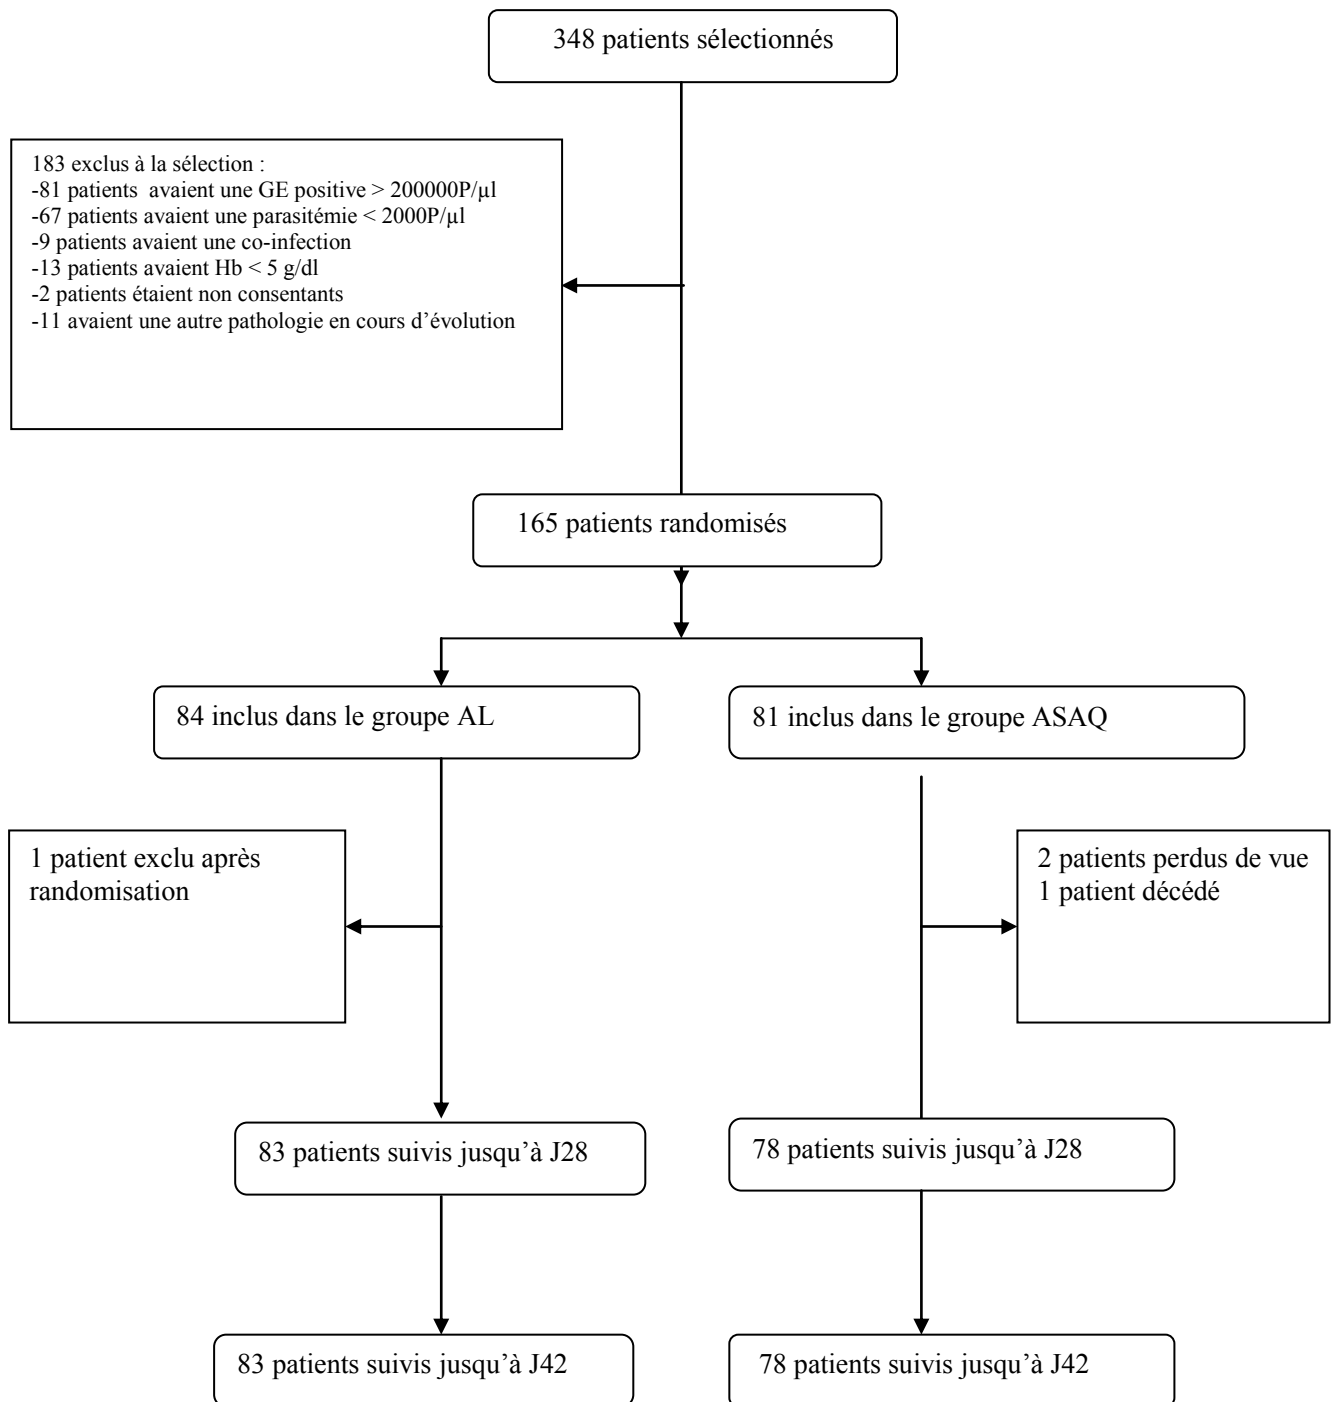 348 patients sélectionnés
183 exclus à la sélection :
-81 patients avaient une GE positive > 200000P/µl
-67 patients avaient une parasitémie < 2000P/µl
-9 patients avaient une co-infection
-13 patients avaient Hb < 5 g/dl
-2 patients étaient non consentants
-11 avaient une autre pathologie en cours d’évolution
165 patients randomisés
84 inclus dans le groupe AL
81 inclus dans le groupe ASAQ
1 patient exclu après
randomisation
2 patients perdus de vue
1 patient décédé
83 patients suivis jusqu’à J28
78 patients suivis jusqu’à J28
83 patients suivis jusqu’à J42
78 patients suivis jusqu’à J42